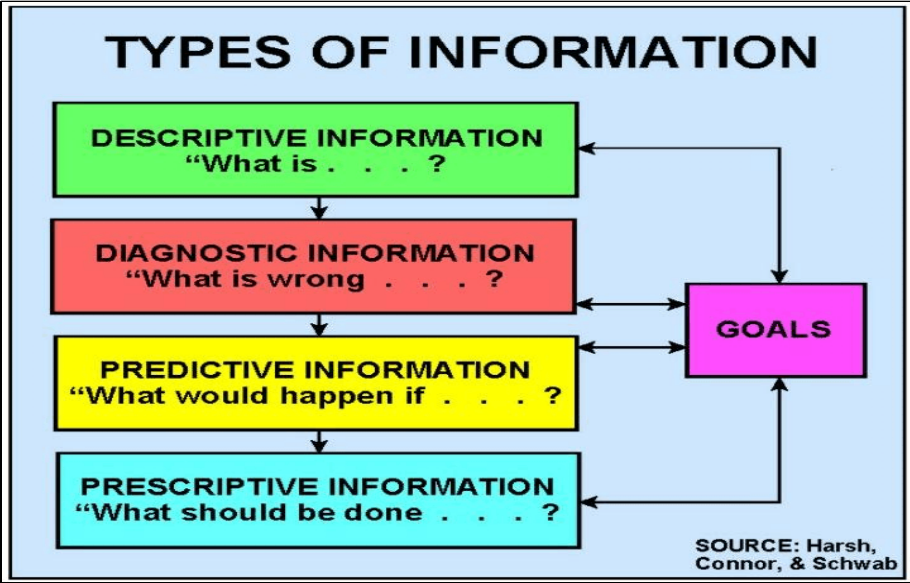 TYPES OF INFORMATION
DESCRIPTIVE INFORMATION
“What is . . . ?
DIAGNOSTIC INFORMATION
“What is wrong . . . ?
PREDICTIVE INFORMATION
“What would happen if . . . ?
PRESCRIPTIVE INFORMATION
“What should be done . . . ?
GOALS
SOURCE: Harsh,
Connor, & Schwab